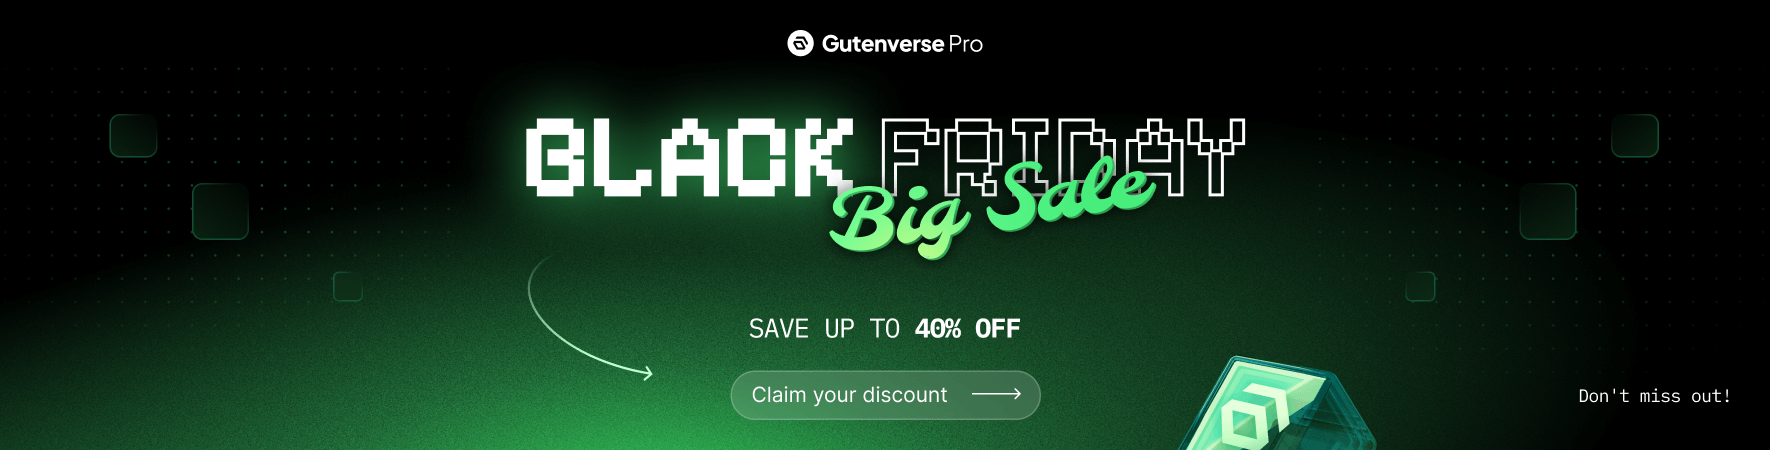 Gutenverse Pro
BLACK FRIDAY
Big Sale
SAVE UP TO 40% OFF
Claim your discount
Don't miss out!